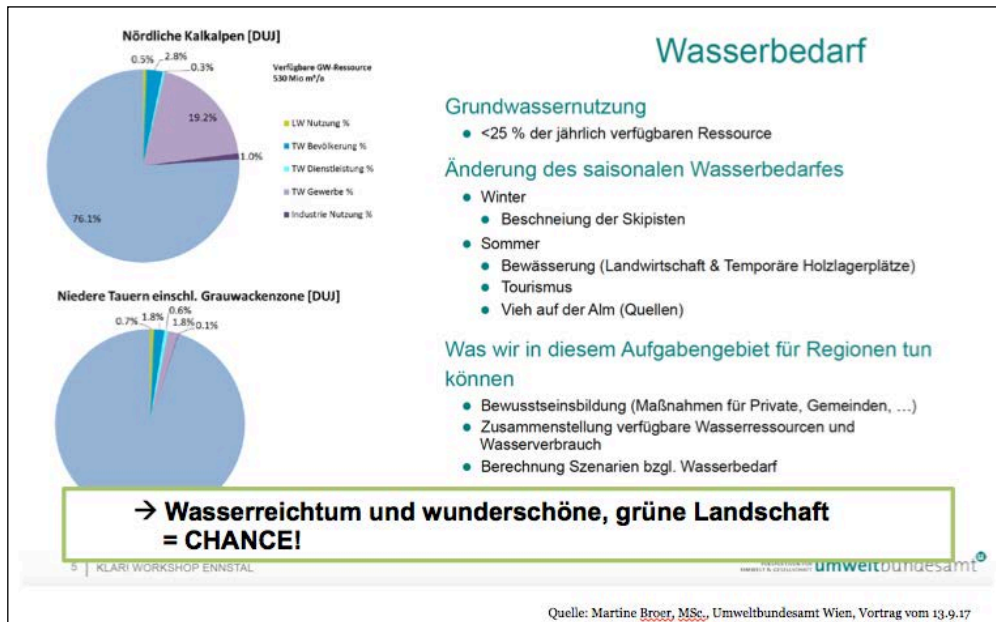 Nördliche Kalkalpen [DUJ]
0.5%
2.8%
0.3%
19.2%
1.0%
76.1%
Verfügbare GW-Ressource
530 Mio m³/a
LW Nutzung %
TW Bevölkerung %
TW Dienstleistung %
TW Gewerbe %
Industrie Nutzung %
Niedere Tauern einschl. Grauwackenzone [DUJ]
0.7%
1.8%
0.6%
1.8%
0.1%
Wasserbedarf
Grundwassernutzung
● <25 % der jährlich verfügbaren Ressource
Änderung des saisonalen Wasserbedarfes
● Winter
● Beschneiung der Skipisten
● Sommer
● Bewässerung (Landwirtschaft & Temporäre Holzlagerplätze)
● Tourismus
● Vieh auf der Alm (Quellen)
Was wir in diesem Aufgabengebiet für Regionen tun
können
● Bewusstseinsbildung (Maßnahmen für Private, Gemeinden, ...)
● Zusammenstellung verfügbare Wasserressourcen und
Wasserverbrauch
● Berechnung Szenarien bzgl. Wasserbedarf
→ Wasserreichtum und wunderschöne, grüne Landschaft
= CHANCE!
5 | KLAR! WORKSHOP ENNSTAL
umweltbundesamt
Quelle: Martine Broer, MSc., Umweltbundesamt Wien, Vortrag vom 13.9.17